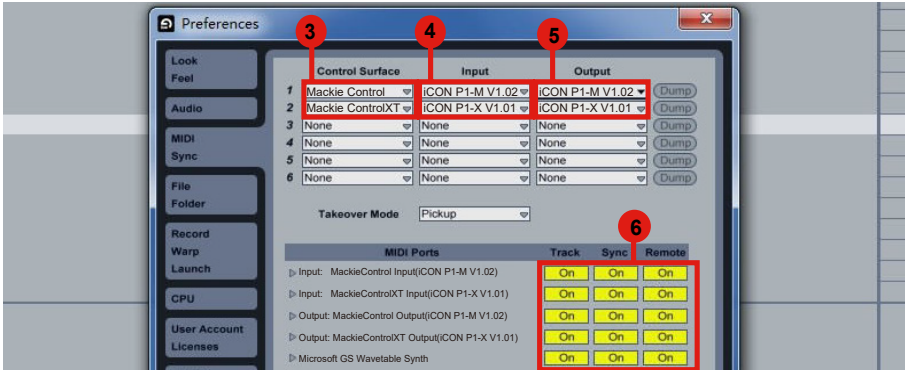 Preferences
x
3 4 5
Look
Feel
Audio
MIDI
Sync
File
Folder
Record
Warp
Launch
CPU
User Account
Licenses
Control Surface Input Output
1 Mackie Control iCON P1-M V1.02 iCON P1-M V1.02 Dump
2 Mackie ControlXT iCON P1-X V1.01 iCON P1-X V1.01 Dump
3 None None None Dump
4 None None None Dump
5 None None None Dump
6 None None None Dump
Takeover Mode Pickup
6
MIDI Ports Track Sync Remote
Input: MackieControl Input(iCON P1-M V1.02) On On On
Input: MackieControlXT Input(iCON P1-X V1.01) On On On
Output: MackieControl Output(iCON P1-M V1.02) On On On
Output: MackieControlXT Output(iCON P1-X V1.01) On On On
Microsoft GS Wavetable Synth On On On